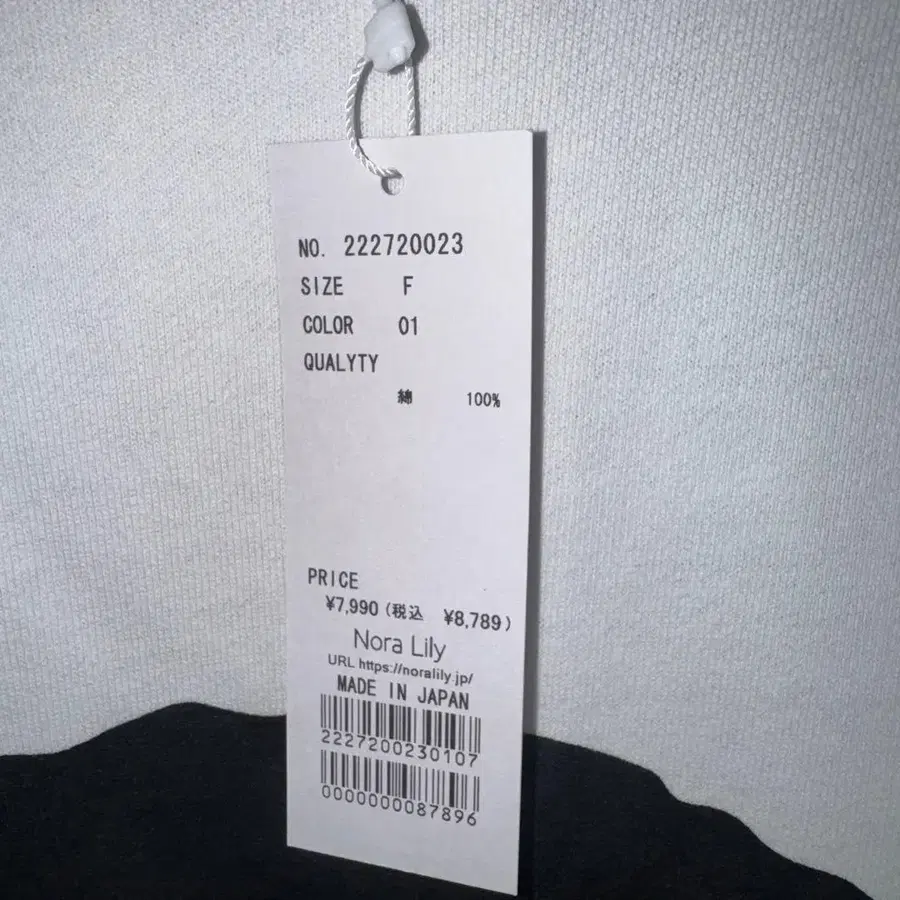 NO. 222720023
SIZE F
COLOR 01
QUALYTY
綿 100%
PRICE
¥7,990(税込 ¥8,789)
Nora Lily
URL https://noralily.jp/
MADE IN JAPAN
2227200230107
0000000087896